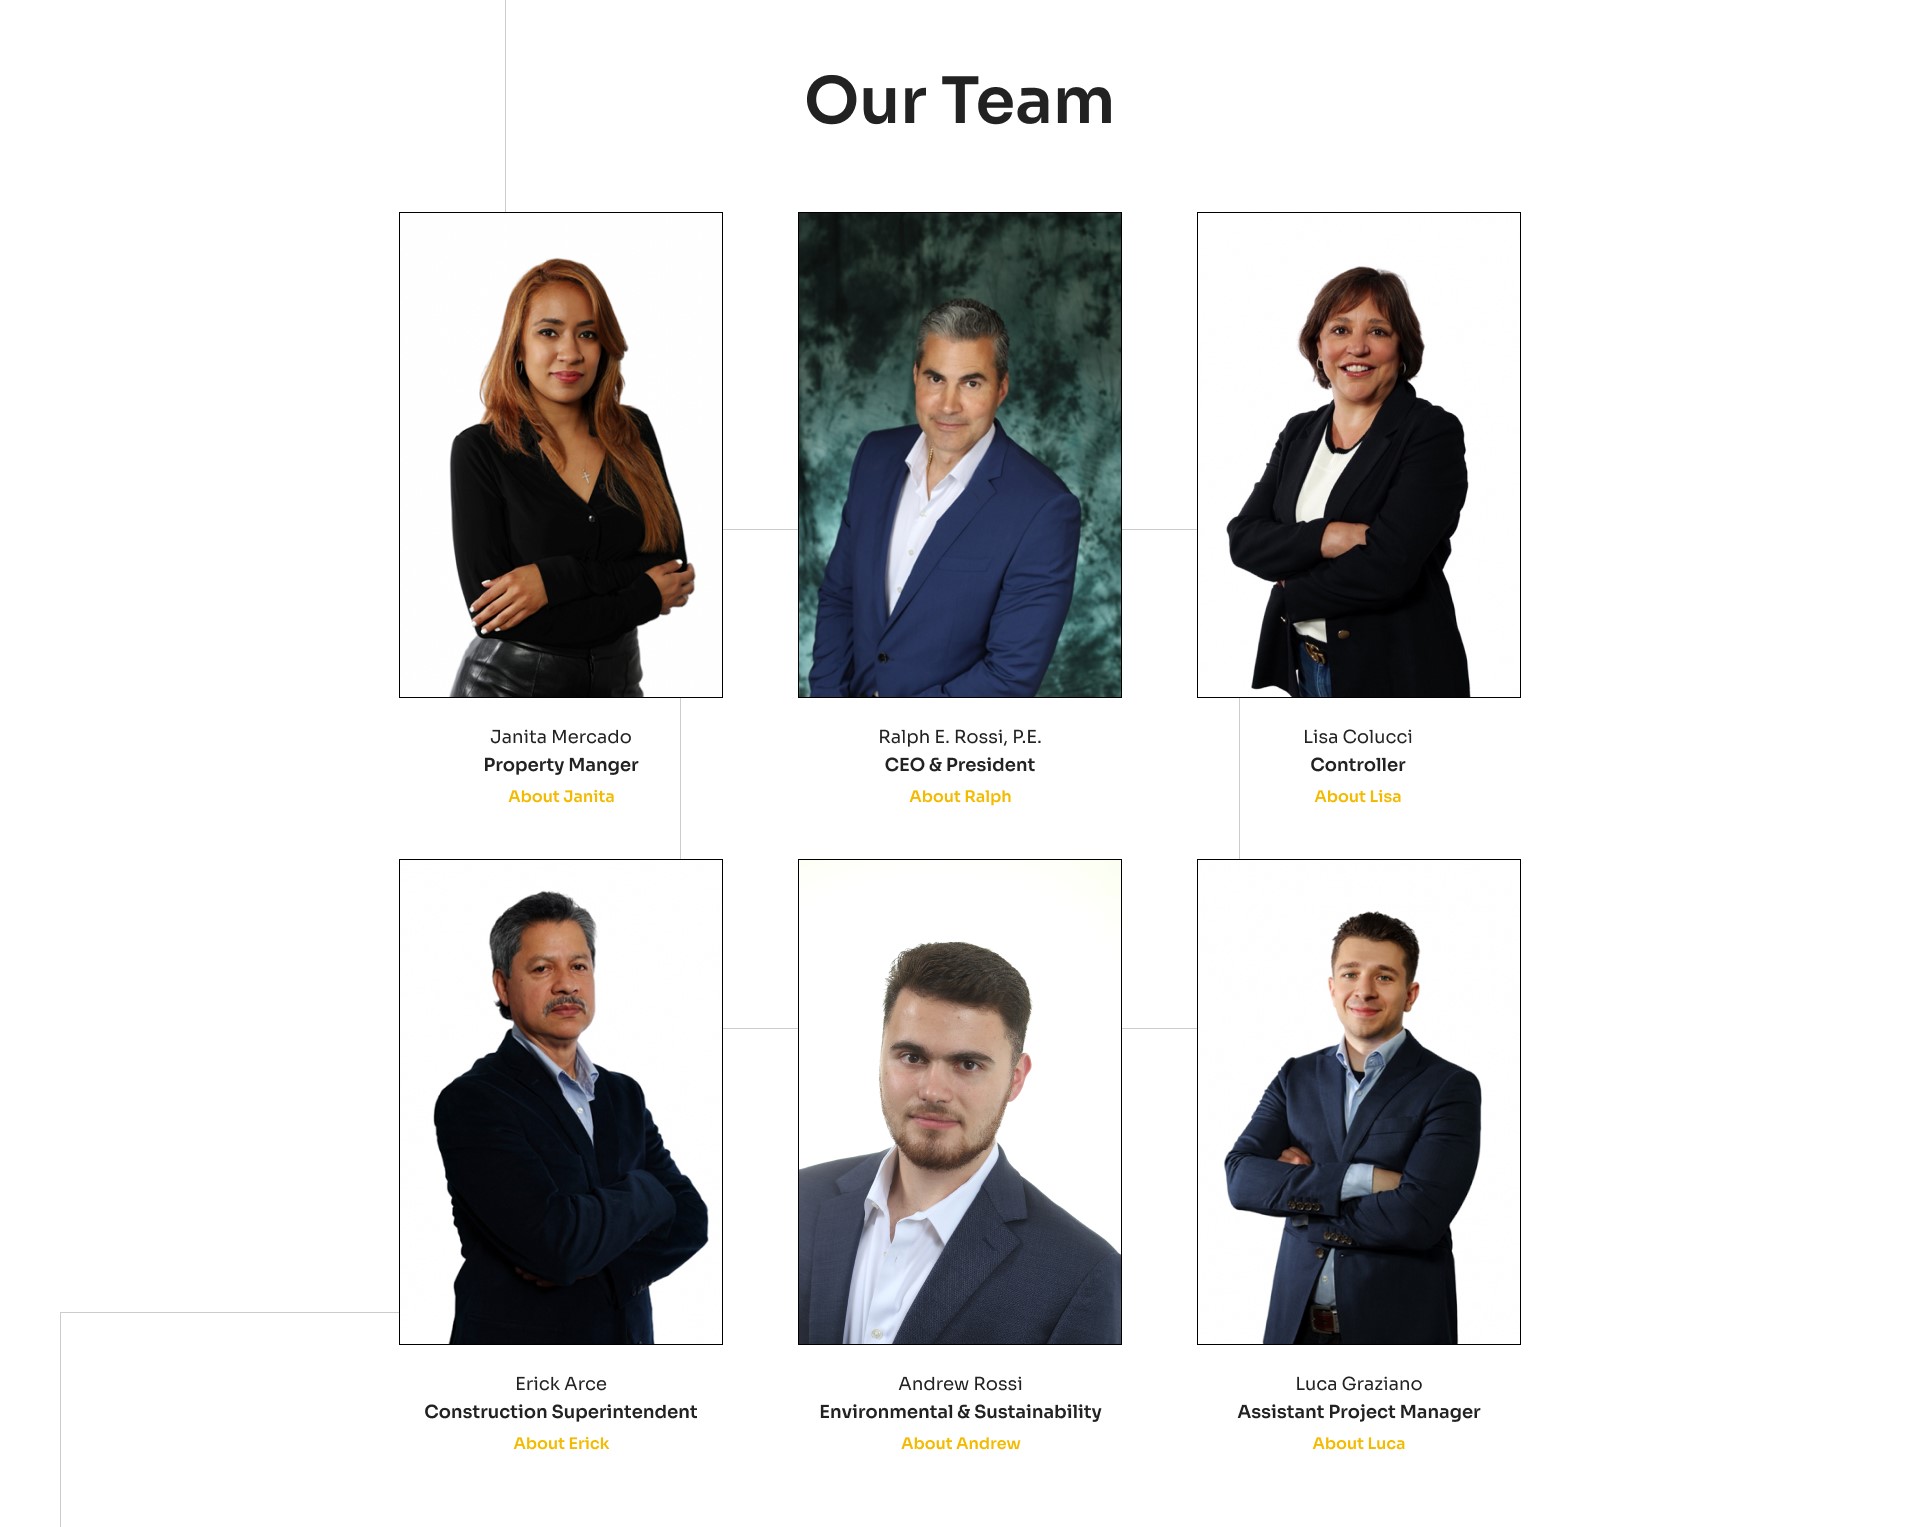 Our Team
Janita Mercado
Property Manger
About Janita
Ralph E. Rossi, P.E.
CEO & President
About Ralph
Lisa Colucci
Controller
About Lisa
Erick Arce
Construction Superintendent
About Erick
Andrew Rossi
Environmental & Sustainability
About Andrew
Luca Graziano
Assistant Project Manager
About Luca